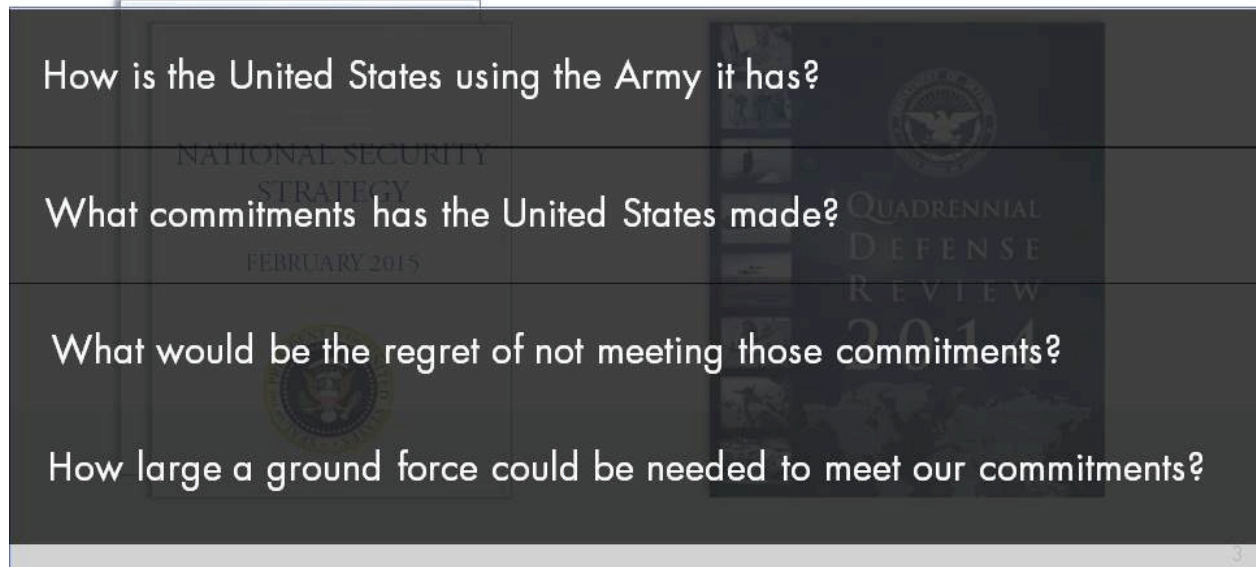 How is the United States using the Army it has?
NATIONAL SECURITY
STRATEGY
What commitments has the United States made?
FEBRUARY 2015
QUADRENNIAL
DEFENSE
REVIEW
2014
What would be the regret of not meeting those commitments?
How large a ground force could be needed to meet our commitments?
3